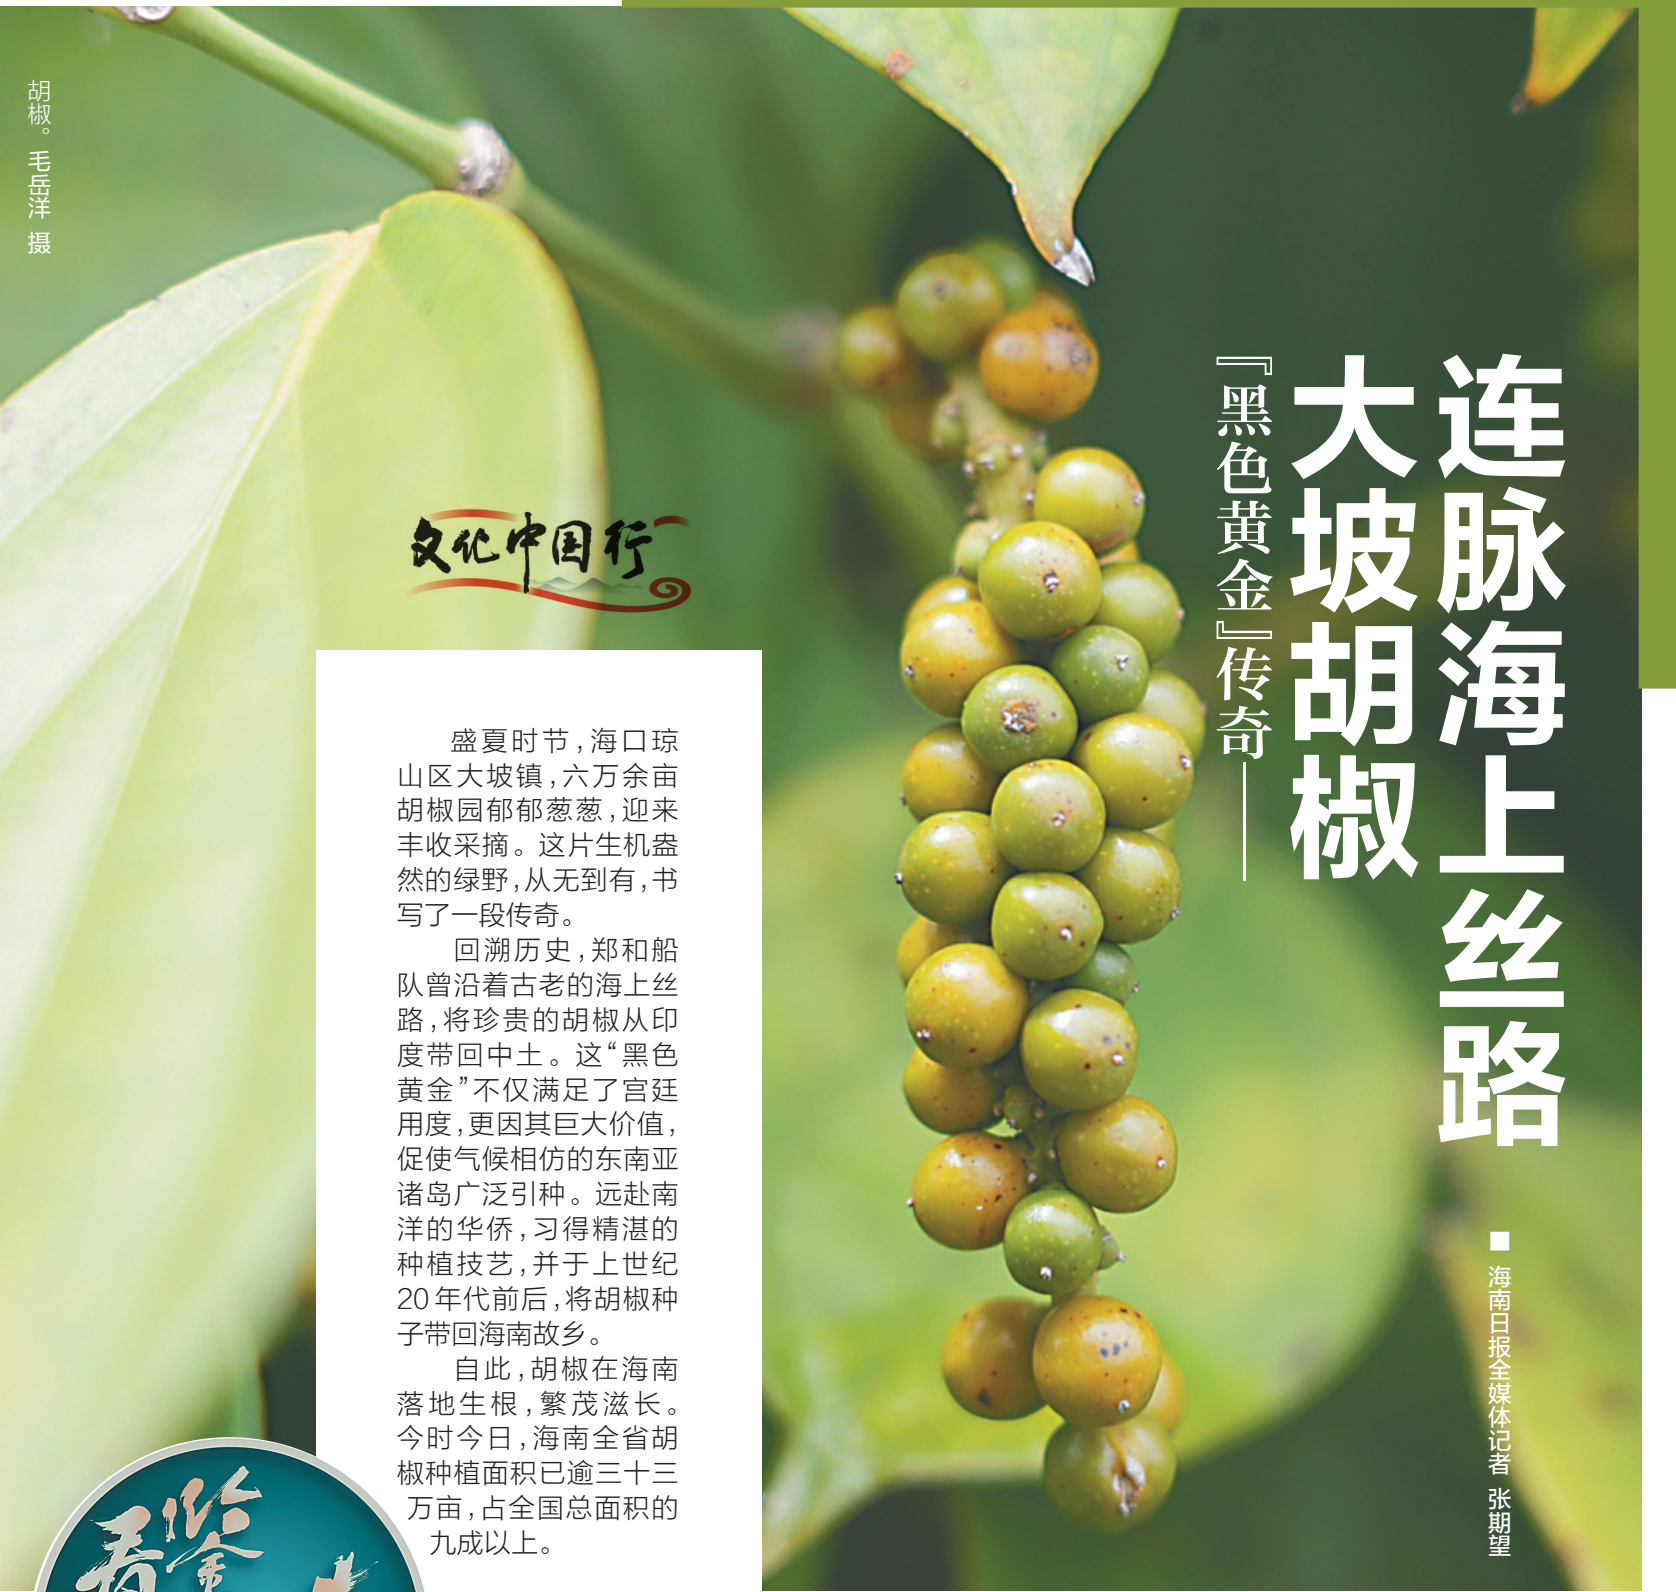 胡椒。毛岳洋 摄
连脉海上丝路
大坡胡椒
『黑色黄金』传奇——
■ 海南日报全媒体记者 张期望
文化中国行
盛夏时节，海口琼
山区大坡镇，六万余亩
胡椒园郁郁葱葱，迎来
丰收采摘。这片生机盎
然的绿野，从无到有，书
写了一段传奇。
回溯历史，郑和船
队曾沿着古老的海上丝
路，将珍贵的胡椒从印
度带回中土。这“黑色
黄金”不仅满足了宫廷
用度，更因其巨大价值，
促使气候相仿的东南亚
诸岛广泛引种。远赴南
洋的华侨，习得精湛的
种植技艺，并于上世纪
20年代前后，将胡椒种
子带回海南故乡。
自此，胡椒在海南
落地生根，繁茂滋长。
今时今日，海南全省胡
椒种植面积已逾三十三
万亩，占全国总面积的
九成以上。